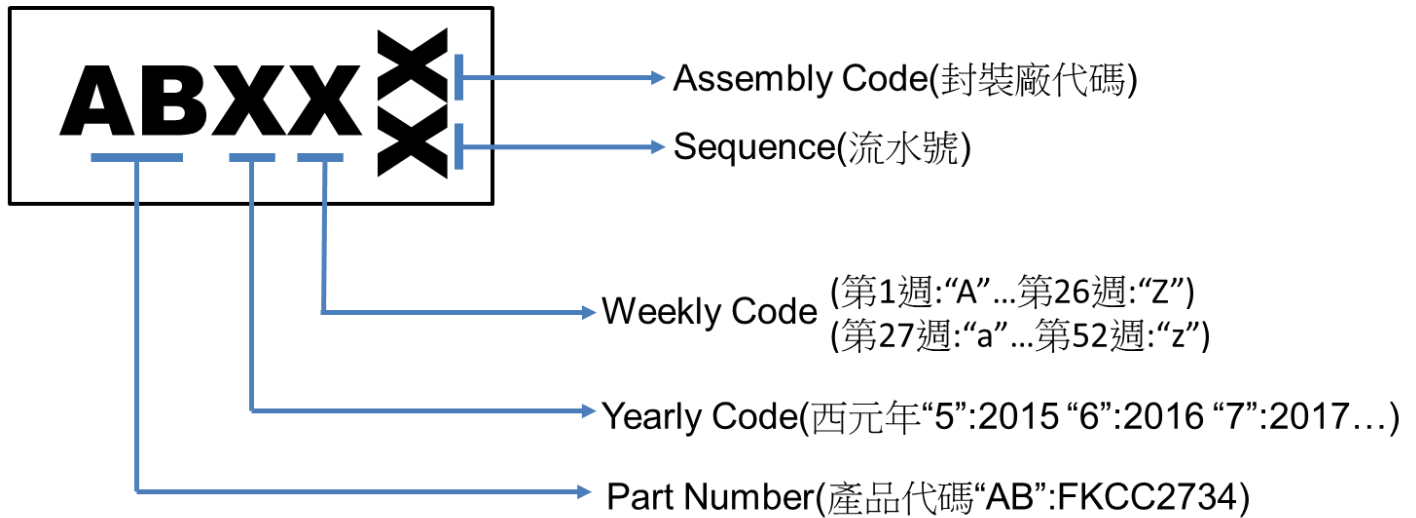 ABXX
X
X
Assembly Code(封裝廠代碼)
Sequence(流水號)
Weekly Code
(第1週:“A”…第26週:“Z”)
(第27週:“a”…第52週:“z”)
Yearly Code(西元年“5”:2015 “6”:2016 “7”:2017…)
Part Number(產品代碼“AB”:FKCC2734)